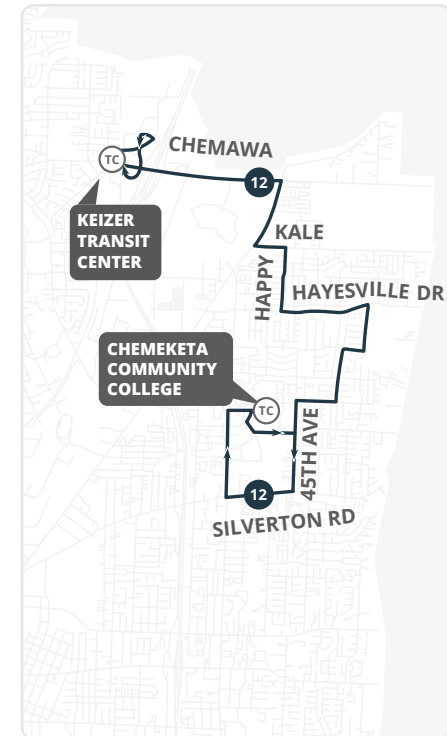 CHEMAWA
TC
12
KEIZER
TRANSIT
CENTER
KALE
HAPPY
HAYESVILLE DR
CHEMEKETA
COMMUNITY
COLLEGE
TC
45TH AVE
12
SILVERTON RD